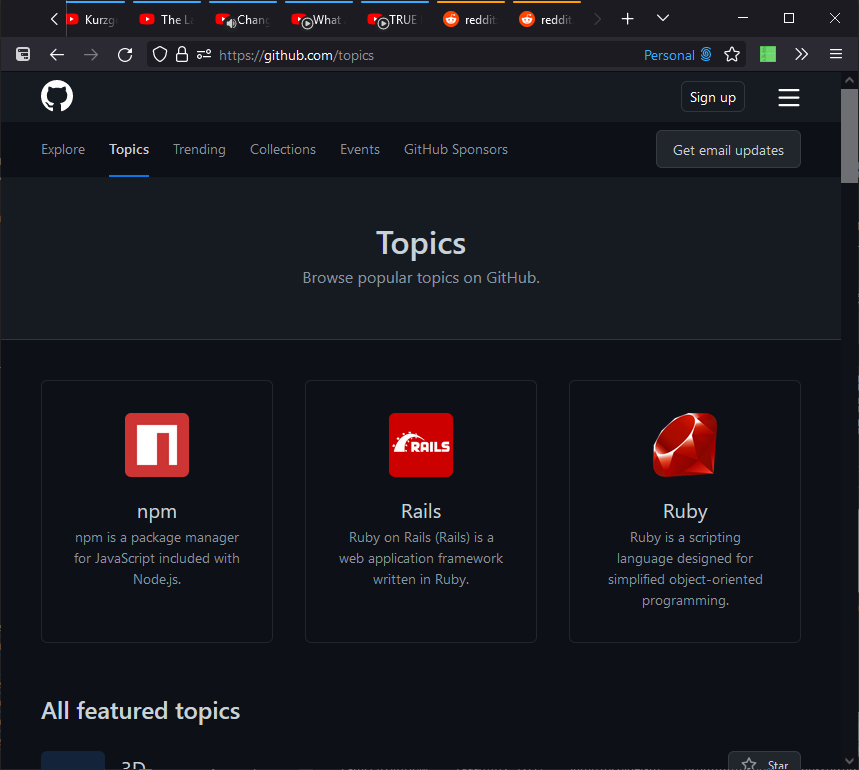 Kurzg
The L
Chang
What
TRUE
reddit
reddit
https://github.com/topics
Personal
Sign up
Explore
Topics
Trending
Collections
Events
GitHub Sponsors
Get email updates
Topics
Browse popular topics on GitHub.
RAILS
npm
npm is a package manager
for JavaScript included with
Node.js.
Rails
Ruby on Rails (Rails) is a
web application framework
written in Ruby.
Ruby
Ruby is a scripting
language designed for
simplified object-oriented
programming.
All featured topics
3D
Star